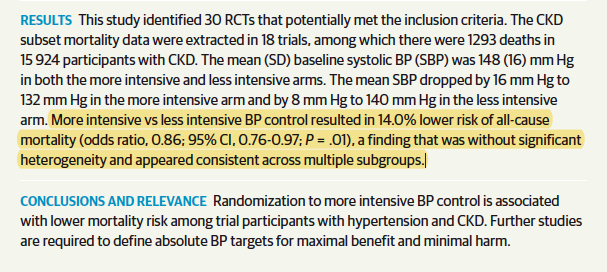 RESULTS This study identified 30 RCTs that potentially met the inclusion criteria. The CKD
subset mortality data were extracted in 18 trials, among which there were 1293 deaths in
15 924 participants with CKD. The mean (SD) baseline systolic BP (SBP) was 148 (16) mm Hg
in both the more intensive and less intensive arms. The mean SBP dropped by 16 mm Hg to
132 mm Hg in the more intensive arm and by 8 mm Hg to 140 mm Hg in the less intensive
arm. More intensive vs less intensive BP control resulted in 14.0% lower risk of all-cause
mortality (odds ratio, 0.86; 95% CI, 0.76-0.97; P = .01), a finding that was without significant
heterogeneity and appeared consistent across multiple subgroups.
CONCLUSIONS AND RELEVANCE Randomization to more intensive BP control is associated
with lower mortality risk among trial participants with hypertension and CKD. Further studies
are required to define absolute BP targets for maximal benefit and minimal harm.